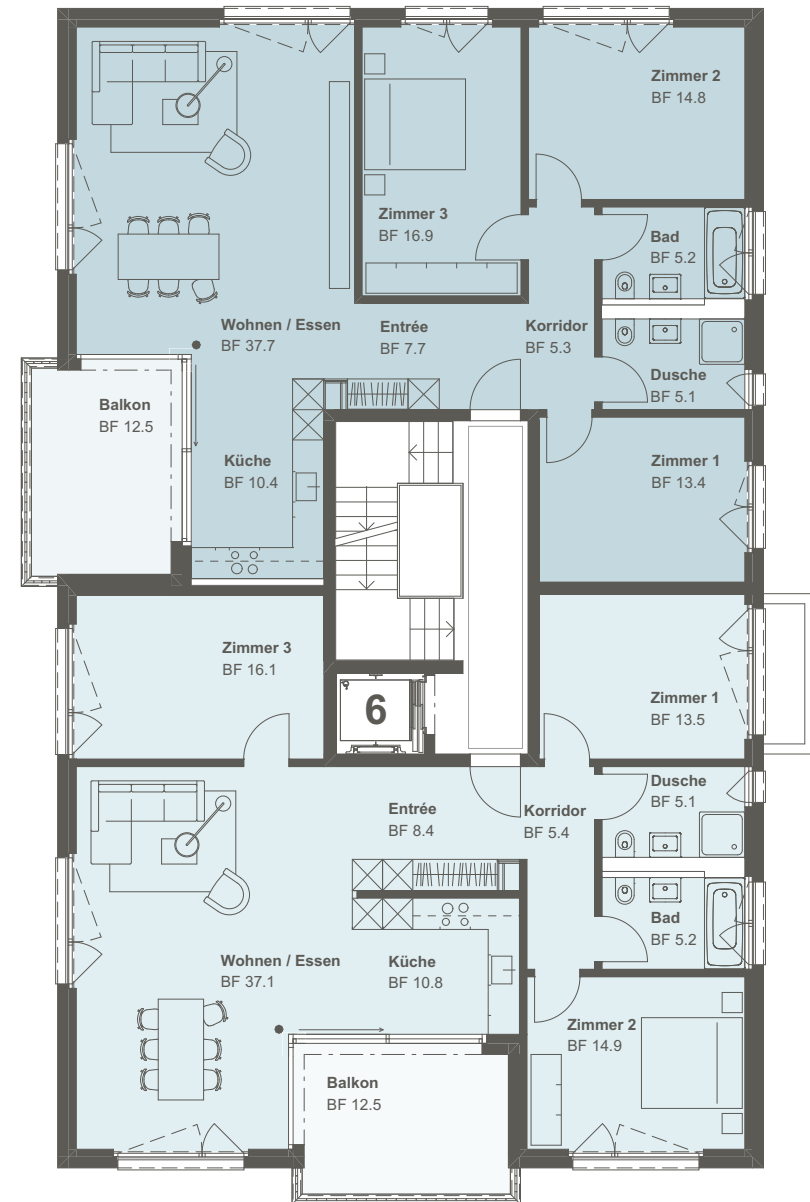 Zimmer 2
BF 14.8
Zimmer 3
BF 16.9
Bad
BF 5.2
Wohnen / Essen
BF 37.7
Entrée
BF 7.7
Korridor
BF 5.3
Dusche
BF 5.1
Balkon
BF 12.5
Küche
BF 10.4
Zimmer 1
BF 13.4
Zimmer 3
BF 16.1
6
Zimmer 1
BF 13.5
Dusche
BF 5.1
Entrée
BF 8.4
Korridor
BF 5.4
Bad
BF 5.2
Wohnen / Essen
BF 37.1
Küche
BF 10.8
Zimmer 2
BF 14.9
Balkon
BF 12.5